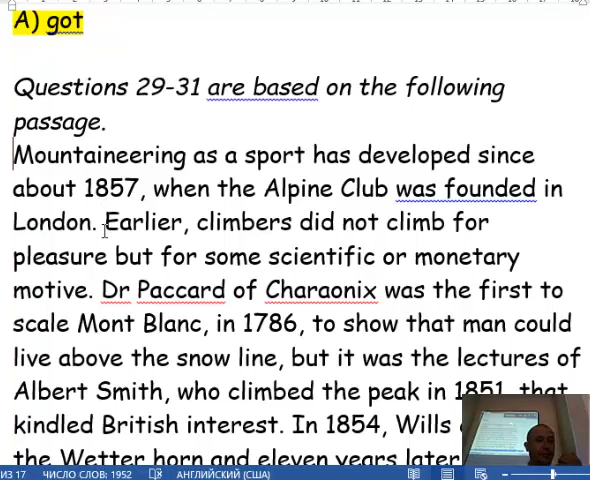 A) got
Questions 29-31 are based on the following
passage.
Mountaineering as a sport has developed since
about 1857, when the Alpine Club was founded in
London. Earlier, climbers did not climb for
pleasure but for some scientific or monetary
motive. Dr Paccard of Charaonix was the first to
scale Mont Blanc, in 1786, to show that man could
live above the snow line, but it was the lectures of
Albert Smith, who climbed the peak in 1851, that
kindled British interest. In 1854, Wills
the Wetter horn and eleven years later
ИЗ 17 ЧИСЛО СЛОВ: 1952 АНГЛИЙСКИЙ (США)